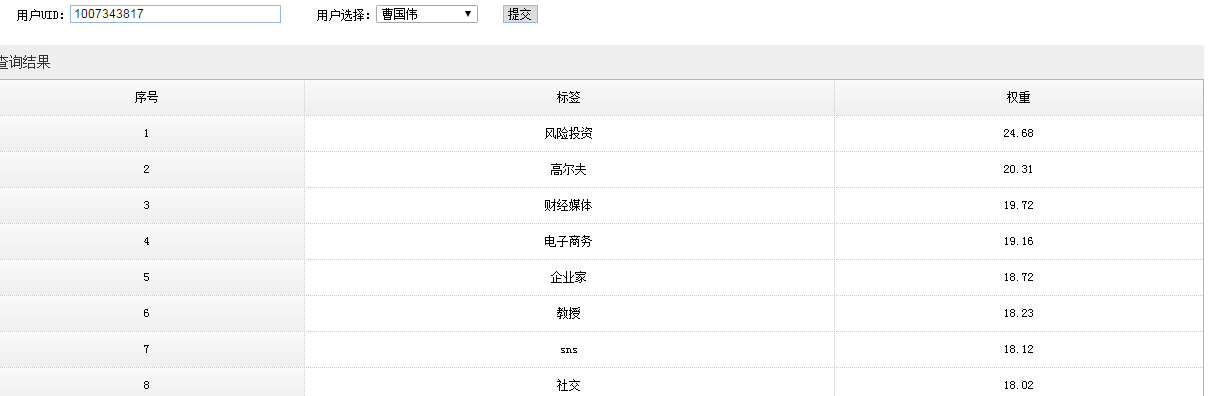 用户UID: 1007343817 用户选择: 曹国伟 ▼ 提交
查询结果
序号 标签 权重
1 风险投资 24.68
2 高尔夫 20.31
3 财经媒体 19.72
4 电子商务 19.16
5 企业家 18.72
6 教授 18.23
7 sns 18.12
8 社交 18.02